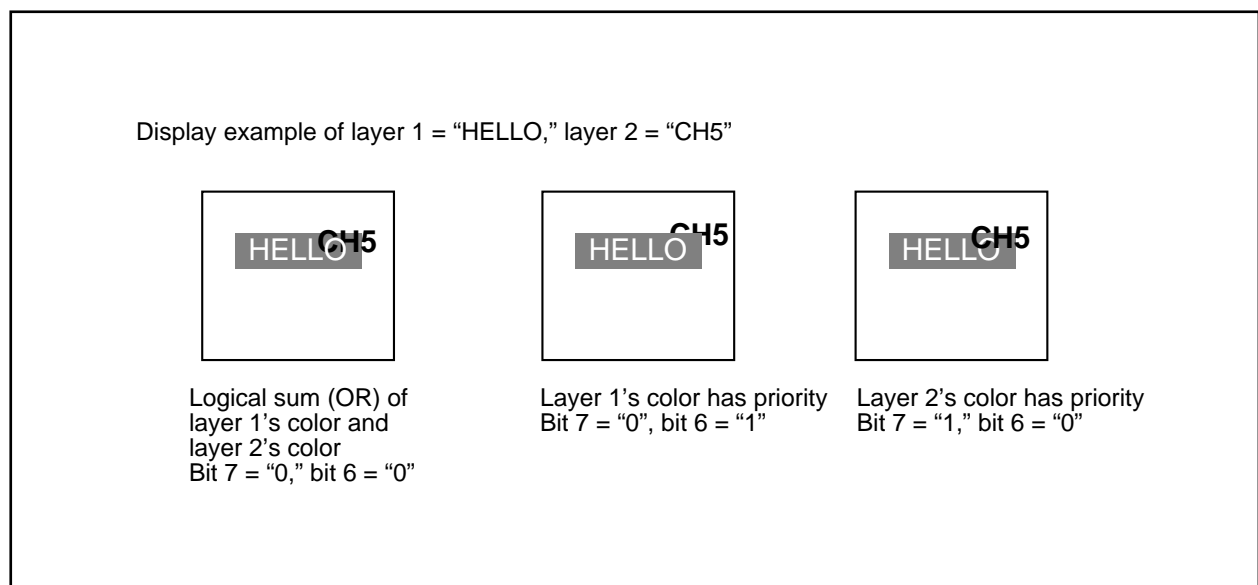 Display example of layer 1 = “HELLO,” layer 2 = “CH5”
HELLO
CH5
HELLO
CH5
HELLO
CH5
Logical sum (OR) of
layer 1’s color and
layer 2’s color
Bit 7 = “0,” bit 6 = “0”
Layer 1’s color has priority
Bit 7 = “0”, bit 6 = “1”
Layer 2’s color has priority
Bit 7 = “1,” bit 6 = “0”